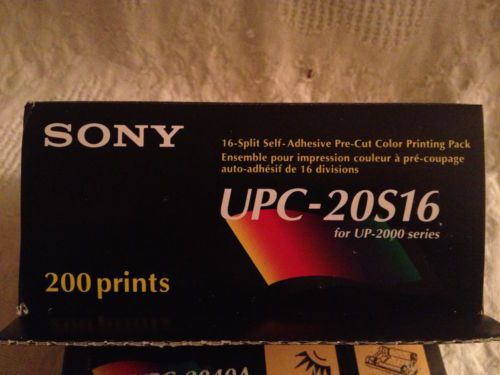 SONY
16-Split Self-Adhesive Pre-Cut Color Printing Pack
Ensemble pour impression couleur à pré-coupage
auto-adhésif de 16 divisions
UPC-20S16
for UP-2000 series
200 prints